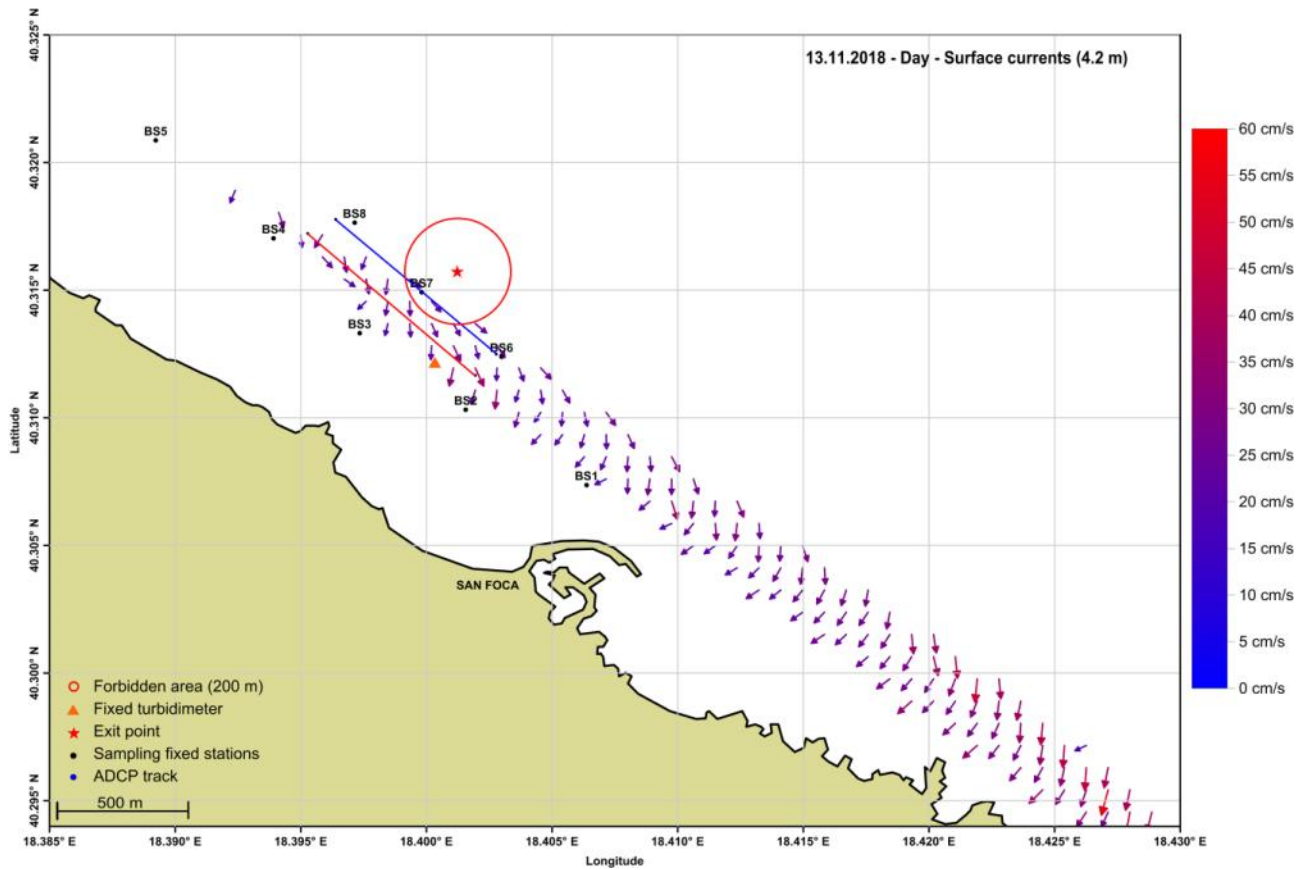 13.11.2018 - Day - Surface currents (4.2 m)
40.325° N
40.320° N
40.315° N
40.310° N
40.305° N
40.300° N
40.295° N
Latitude
BS5
BS8
BS4
BS7
BS3
BS6
BS2
BS1
SAN FOCA
60 cm/s
55 cm/s
50 cm/s
45 cm/s
40 cm/s
35 cm/s
30 cm/s
25 cm/s
20 cm/s
15 cm/s
10 cm/s
5 cm/s
0 cm/s
Forbidden area (200 m)
Fixed turbidimeter
Exit point
Sampling fixed stations
ADCP track
500 m
18.385° E
18.390° E
18.395° E
18.400° E
18.405° E
18.410° E
18.415° E
18.420° E
18.425° E
18.430° E
Longitude